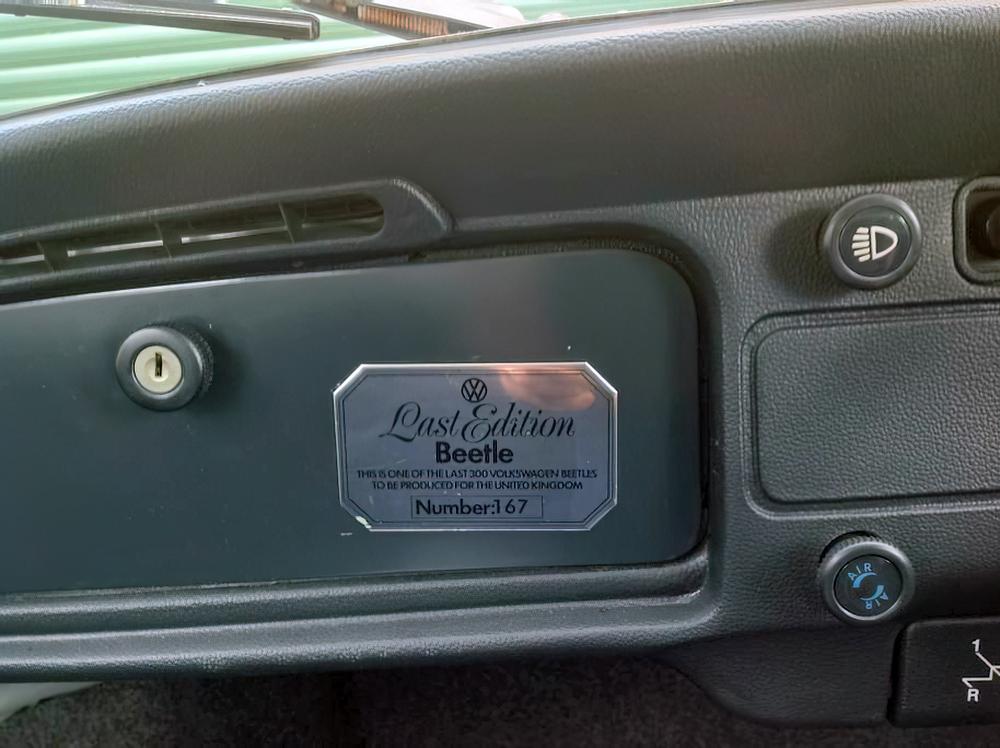 Last Edition
Beetle
THIS IS ONE OF THE LAST 300 VOLKSWAGEN BEETLES
TO BE PRODUCED FOR THE UNITED KINGDOM
Number:167
AIR
AIR
1
R